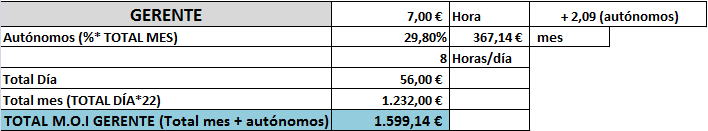 GERENTE 7,00 € Hora + 2,09 (autónomos)
Autónomos (%* TOTAL MES) 29,80% 367,14 € mes
8 Horas/día
Total Día 56,00 €
Total mes (TOTAL DÍA*22) 1.232,00 €
TOTAL M.O.I GERENTE (Total mes + autónomos) 1.599,14 €